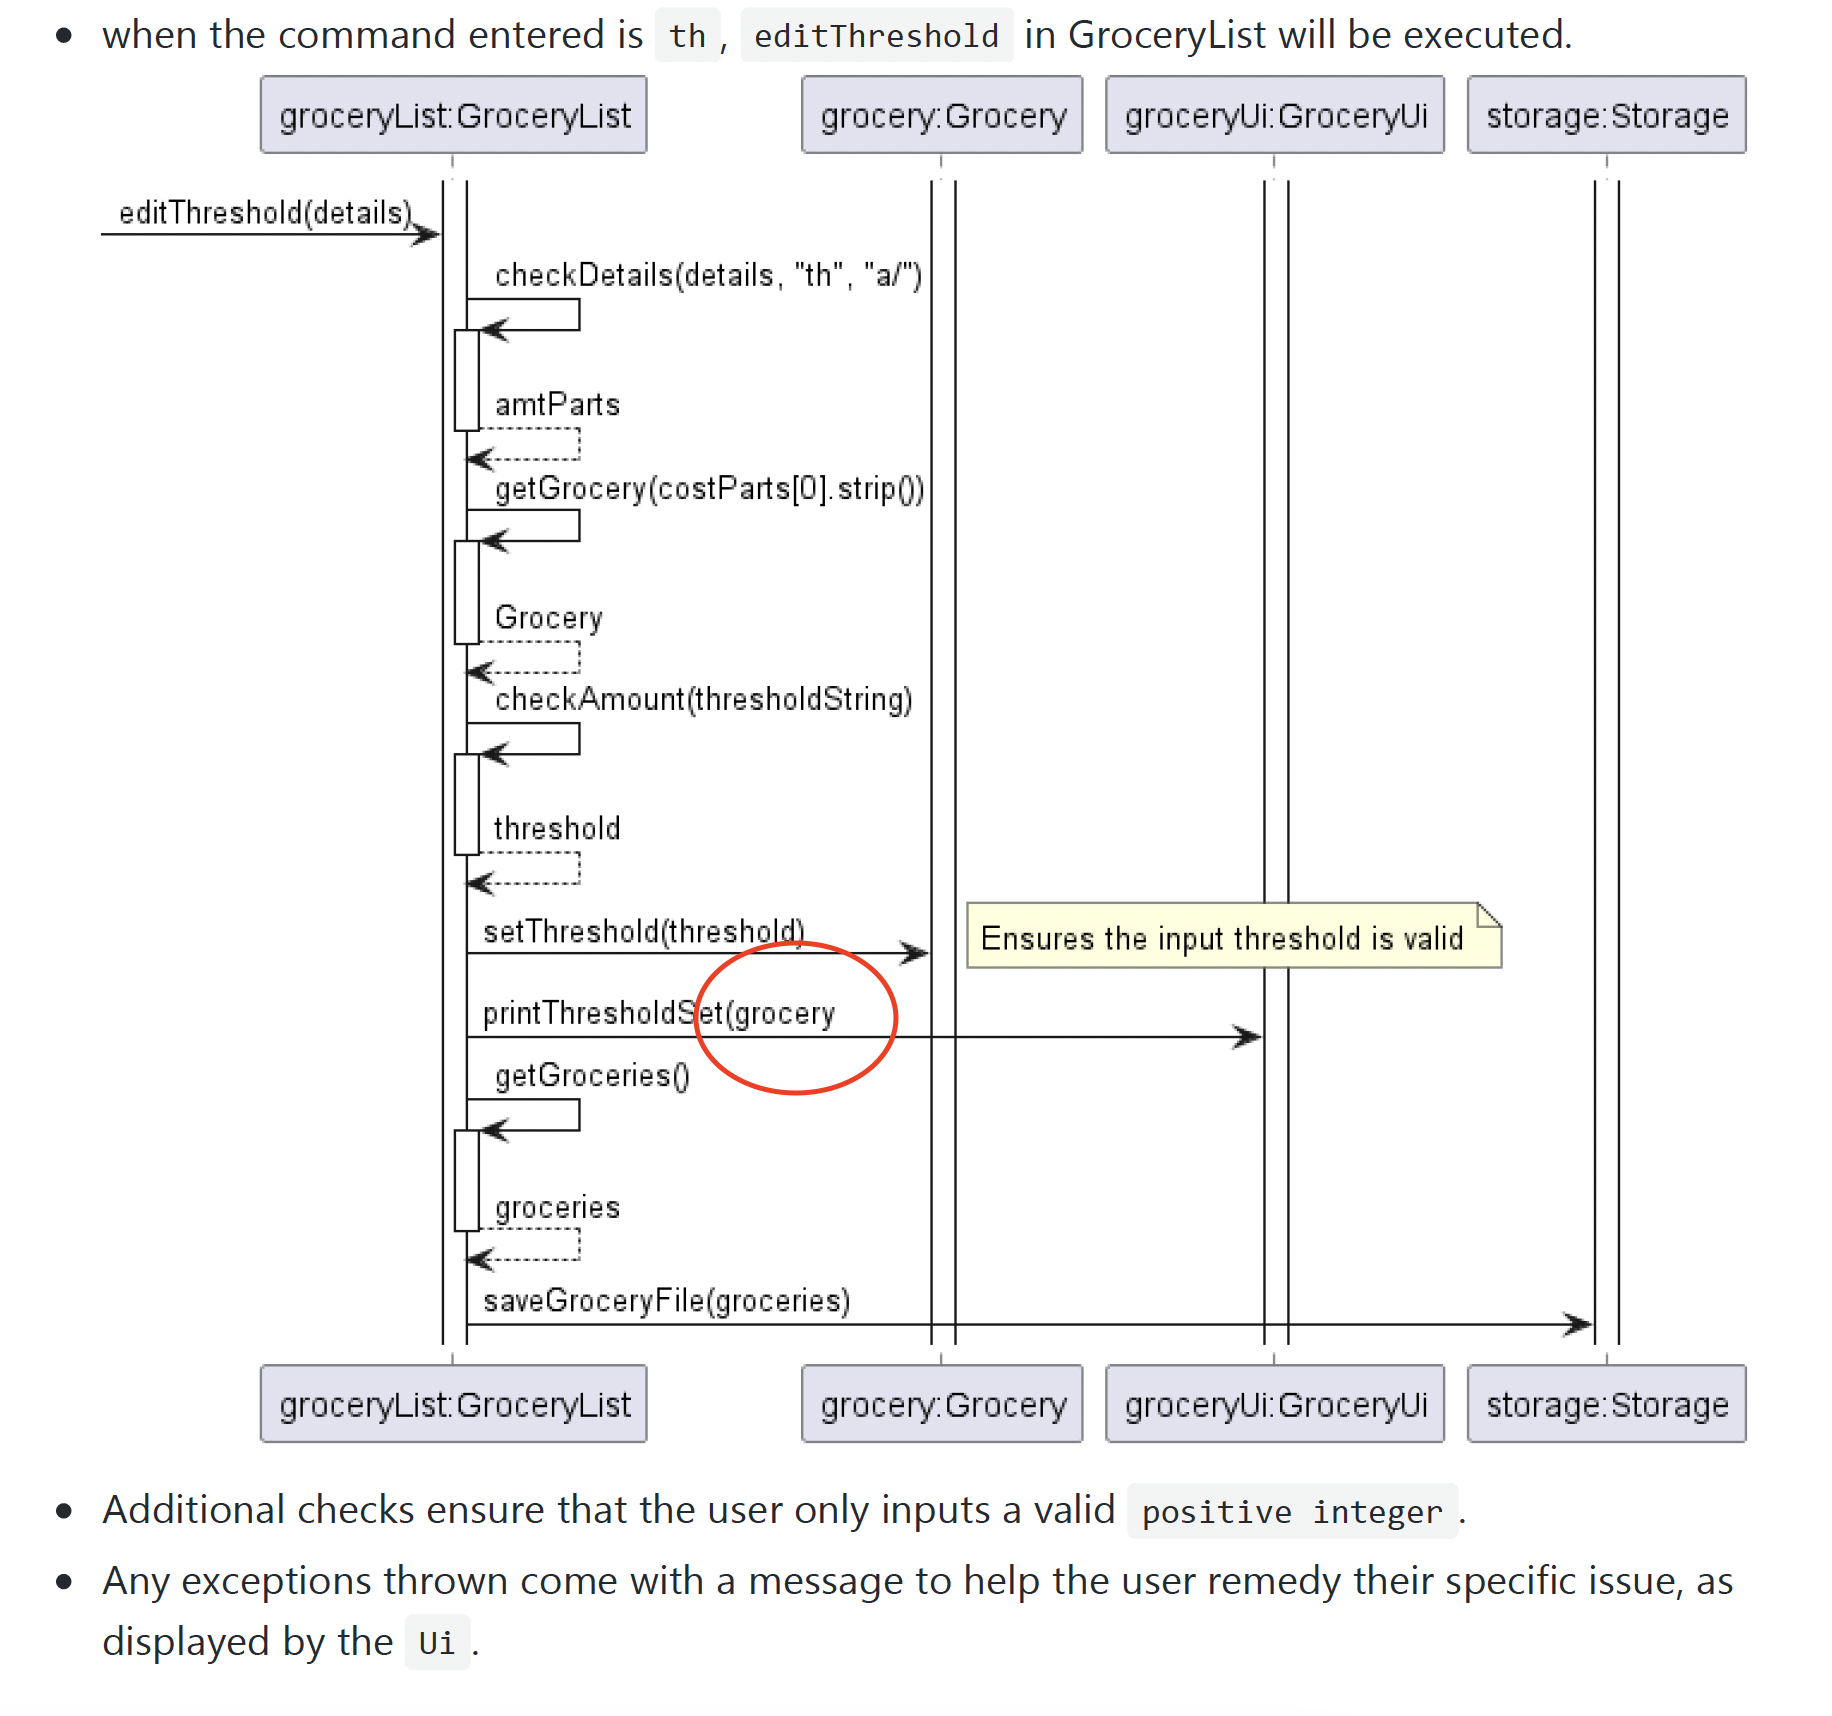 when the command entered is th, editThreshold in GroceryList will be executed.
groceryList:GroceryList grocery:Grocery groceryUi:GroceryUi storage:Storage
editThreshold(details)
checkDetails(details, "th", "a/")
amtParts
getGrocery(costParts[0].strip())
Grocery
checkAmount(thresholdString)
threshold
setThreshold(threshold)
Ensures the input threshold is valid
printThresholdSet(grocery
getGroceries()
groceries
saveGroceryFile(groceries)
groceryList:GroceryList grocery:Grocery groceryUi:GroceryUi storage:Storage
Additional checks ensure that the user only inputs a valid positive integer.
Any exceptions thrown come with a message to help the user remedy their specific issue, as
displayed by the Ui.